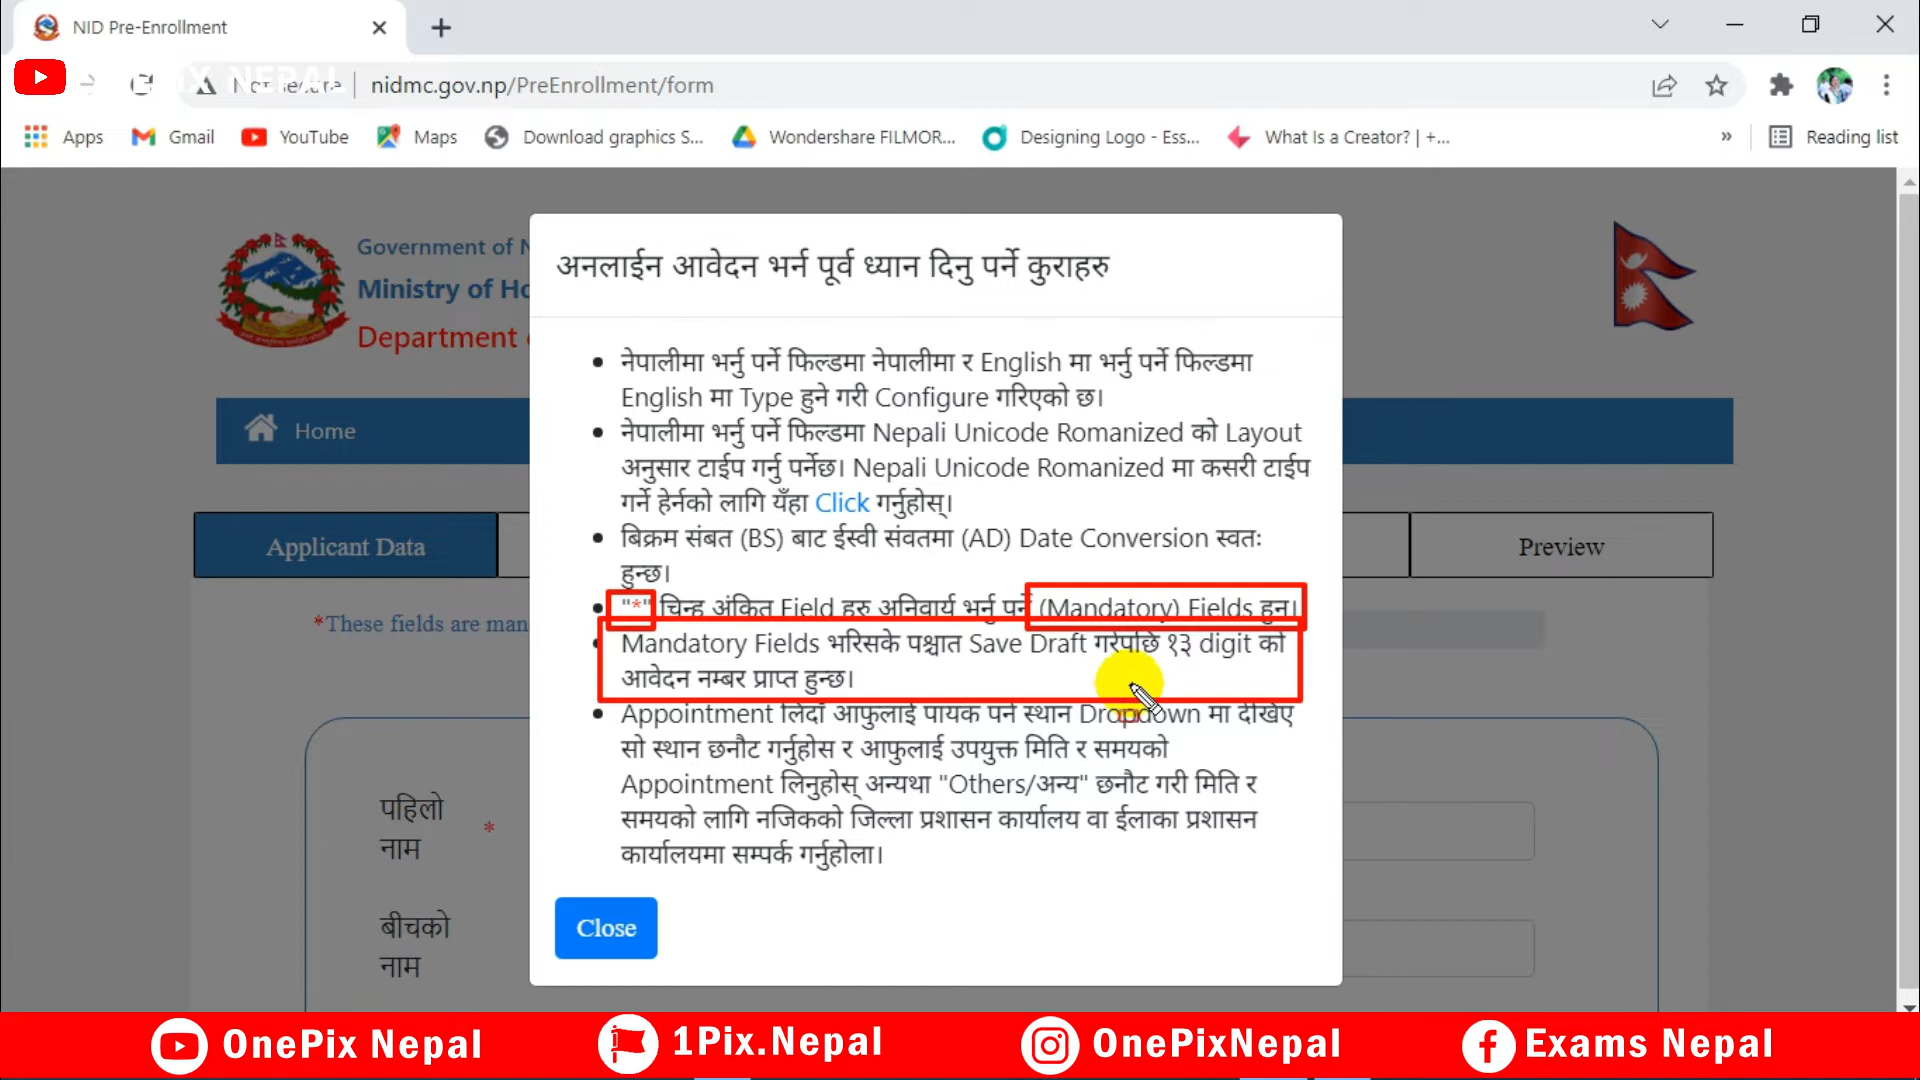 NID Pre-Enrollment
nidmc.gov.np/PreEnrollment/form
Apps
Gmail
YouTube
Maps
Download graphics S...
Wondershare FILMOR...
Designing Logo - Ess...
What Is a Creator? | +...
»
Reading list
Government of N
Ministry of Ho
Department
Home
Applicant Data
Preview
*These fields are man
अनलाईन आवेदन भर्न पूर्व ध्यान दिनु पर्ने कुराहरु
नेपालीमा भर्नु पर्ने फिल्डमा नेपालीमा र English मा भर्नु पर्ने फिल्डमा
English मा Type हुने गरी Configure गरिएको छ।
नेपालीमा भर्नु पर्ने फिल्डमा Nepali Unicode Romanized को Layout
अनुसार टाईप गर्नु पर्नेछ। Nepali Unicode Romanized मा कसरी टाईप
गर्ने हेर्नको लागि यँहा Click गर्नुहोस्।
बिक्रम संबत (BS) बाट ईस्वी संवतमा (AD) Date Conversion स्वतः
हुन्छ।
"*" चिन्ह अंकित Field हरु अनिवार्य भर्नु पर्ने (Mandatory) Fields हुन।
Mandatory Fields भरिसके पश्चात Save Draft गरेपछि १३ digit को
आवेदन नम्बर प्राप्त हुन्छ।
Appointment लिदाँ आफुलाई पायक पर्ने स्थान Dropdown मा देखिए
सो स्थान छनौट गर्नुहोस र आफुलाई उपयुक्त मिति र समयको
Appointment लिनुहोस् अन्यथा "Others/अन्य" छनौट गरी मिति र
समयको लागि नजिकको जिल्ला प्रशासन कार्यालय वा ईलाका प्रशासन
कार्यालयमा सम्पर्क गर्नुहोला।
Close
पहिलो
नाम *
बीचको
नाम
OnePix Nepal
1Pix.Nepal
OnePixNepal
Exams Nepal